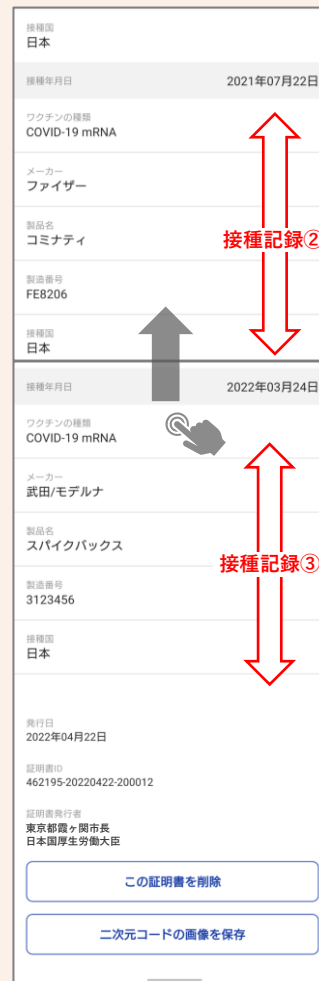 接種国
日本
接種年月日 2021年07月22日
ワクチンの種類
COVID-19 mRNA
メーカー
ファイザー
製品名
コミナティ
接種記録②
製造番号
FE8206
接種国
日本
接種年月日 2022年03月24日
ワクチンの種類
COVID-19 mRNA
メーカー
武田/モデルナ
製品名
スパイクバックス
接種記録③
製造番号
3123456
接種国
日本
発行日
2022年04月22日
証明書ID
462195-20220422-200012
証明書発行者
東京都霞ヶ関市長
日本国厚生労働大臣
この証明書を削除
二次元コードの画像を保存